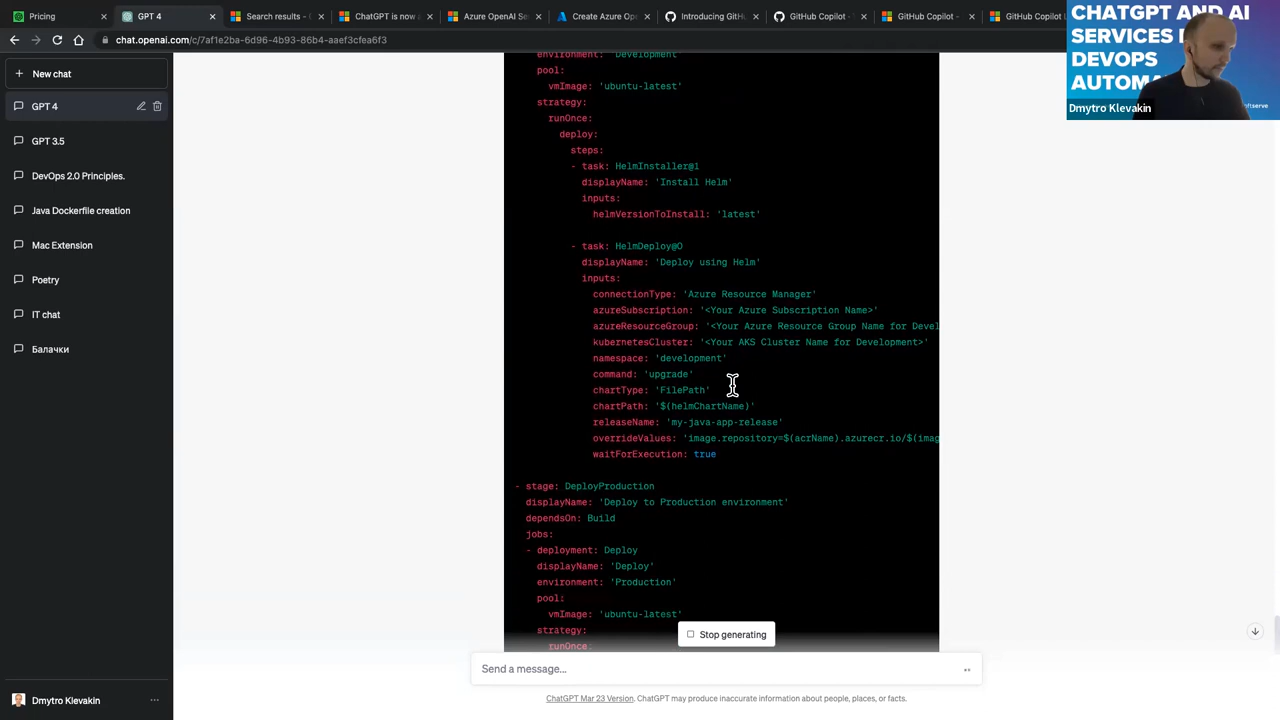 Pricing
GPT 4
Search results - G
ChatGPT is now a
Azure OpenAI Se
Create Azure Ope
Introducing GitHu
GitHub Copilot -
GitHub Copilot -
GitHub Copilot L
chat.openai.com/c/7af1e2ba-6d96-4b93-86b4-aaef3cfea6f3
CHATGPT AND AI
SERVICES
DEVOPS
AUTOM
Dmytro Klevakin
softserve
New chat
GPT 4
GPT 3.5
DevOps 2.0 Principles.
Java Dockerfile creation
Mac Extension
Poetry
IT chat
Балачки
Dmytro Klevakin
environment: 'Development'
pool:
vmImage: 'ubuntu-latest'
strategy:
runOnce:
deploy:
steps:
- task: HelmInstaller@1
displayName: 'Install Helm'
inputs:
helmVersionToInstall: 'latest'
- task: HelmDeploy@0
displayName: 'Deploy using Helm'
inputs:
connectionType: 'Azure Resource Manager'
azureSubscription: '<Your Azure Subscription Name>'
azureResourceGroup: '<Your Azure Resource Group Name for Devel
kubernetesCluster: '<Your AKS Cluster Name for Development>'
namespace: 'development'
command: 'upgrade'
chartType: 'FilePath'
chartPath: '$(helmChartName)'
releaseName: 'my-java-app-release'
overrideValues: 'image.repository=$(acrName).azurecr.io/$(imag
waitForExecution: true
- stage: DeployProduction
displayName: 'Deploy to Production environment'
dependsOn: Build
jobs:
- deployment: Deploy
displayName: 'Deploy'
environment: 'Production'
pool:
vmImage: 'ubuntu-latest'
strategy:
runOnce:
Stop generating
Send a message...
ChatGPT Mar 23 Version. ChatGPT may produce inaccurate information about people, places, or facts.